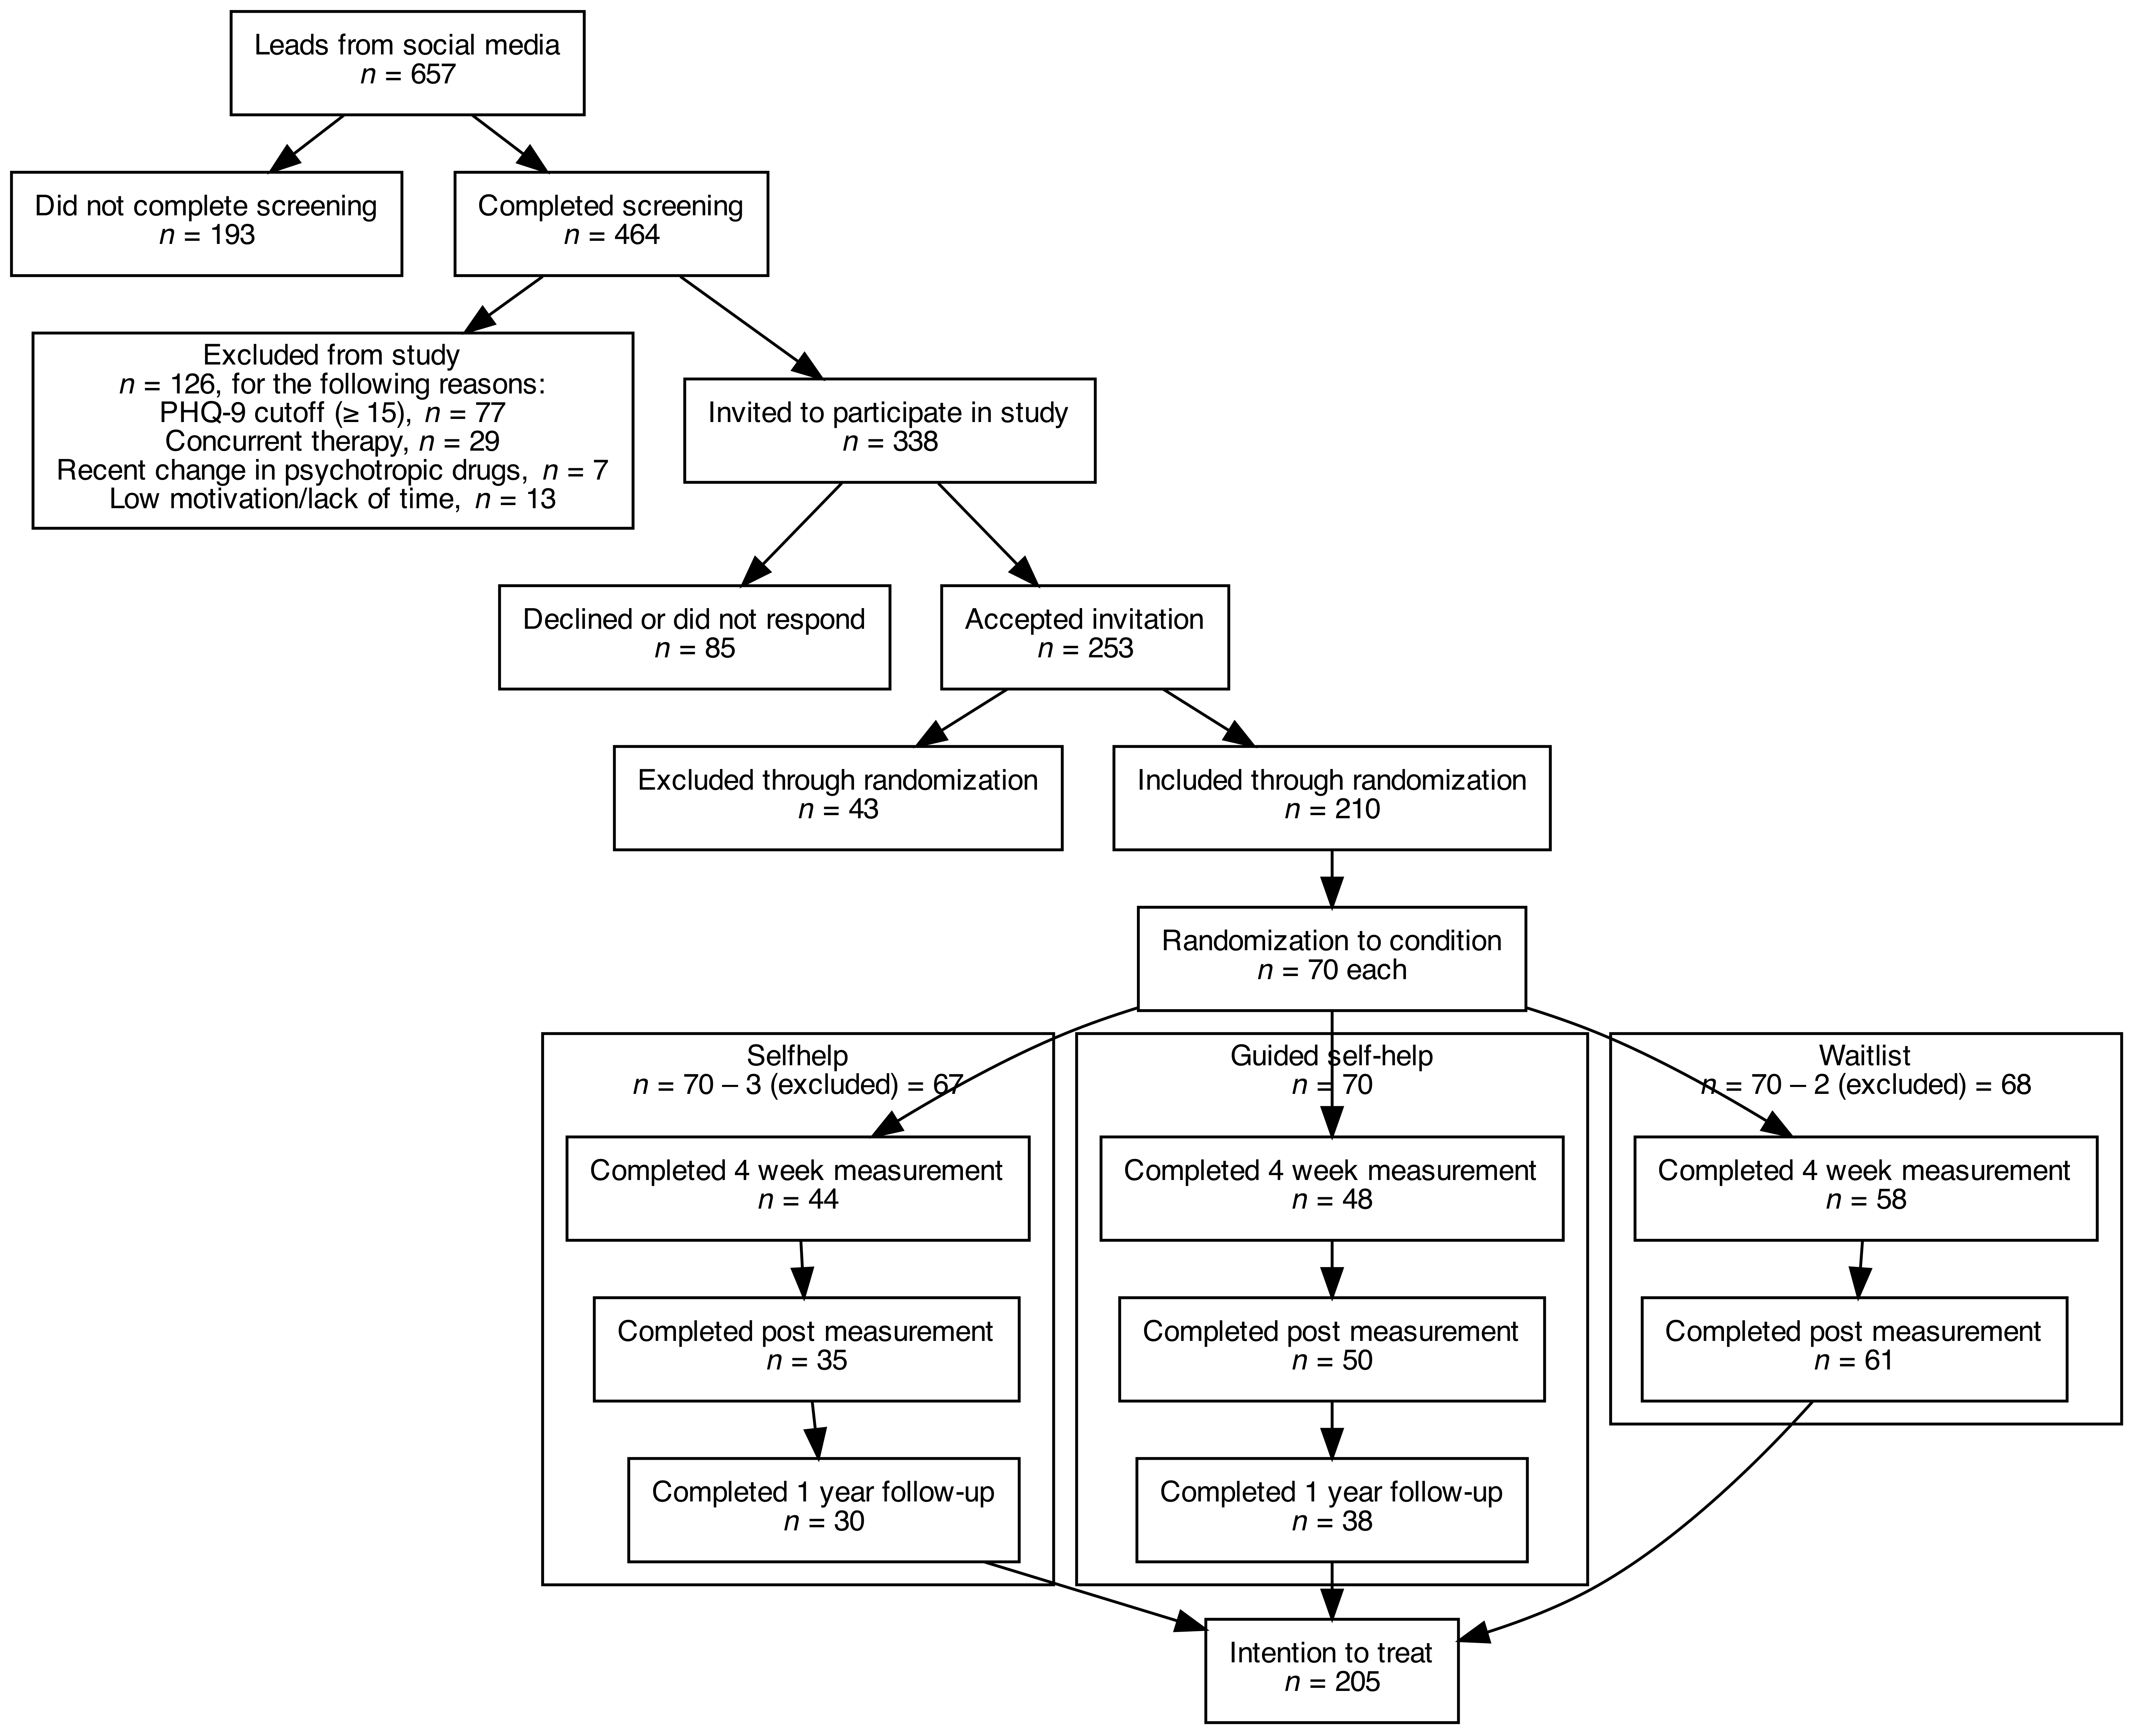 Leads from social media
n = 657
Did not complete screening
n = 193
Completed screening
n = 464
Excluded from study
n = 126, for the following reasons:
PHQ-9 cutoff (≥ 15), n = 77
Concurrent therapy, n = 29
Recent change in psychotropic drugs, n = 7
Low motivation/lack of time, n = 13
Invited to participate in study
n = 338
Declined or did not respond
n = 85
Accepted invitation
n = 253
Excluded through randomization
n = 43
Included through randomization
n = 210
Randomization to condition
n = 70 each
Selfhelp
n = 70 – 3 (excluded) = 67
Completed 4 week measurement
n = 44
Completed post measurement
n = 35
Completed 1 year follow-up
n = 30
Guided self-help
n = 70
Completed 4 week measurement
n = 48
Completed post measurement
n = 50
Completed 1 year follow-up
n = 38
Waitlist
n = 70 – 2 (excluded) = 68
Completed 4 week measurement
n = 58
Completed post measurement
n = 61
Intention to treat
n = 205